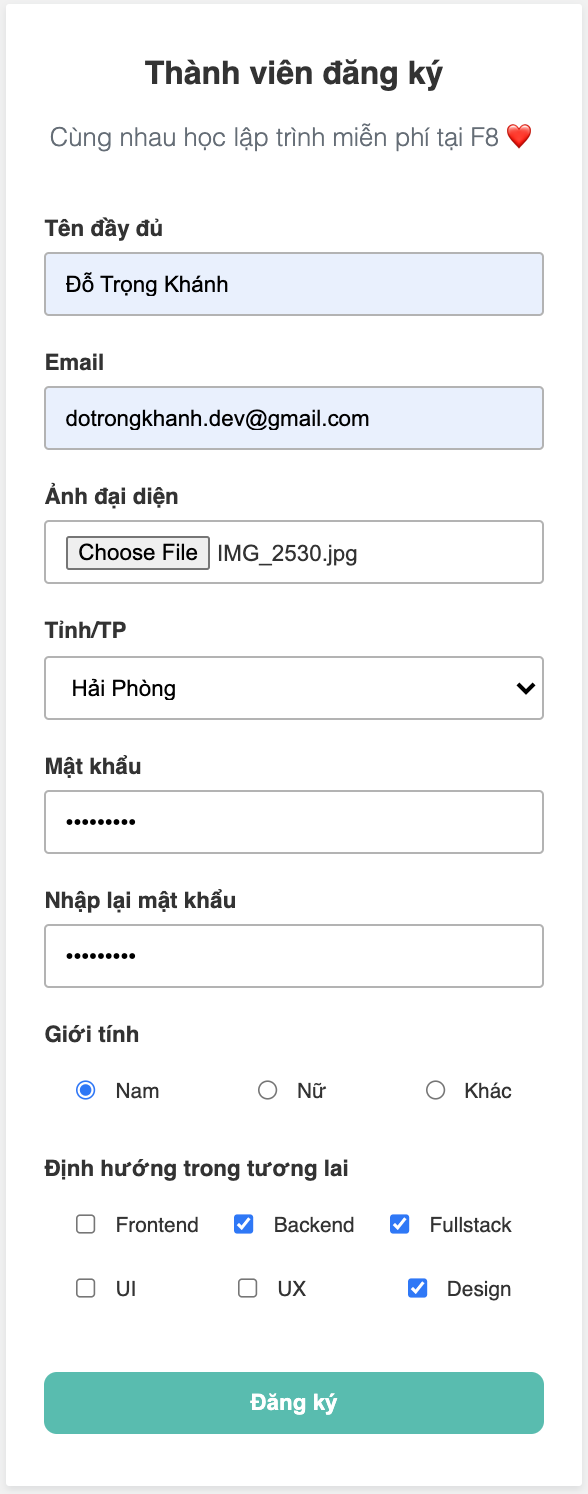 Thành viên đăng ký
Cùng nhau học lập trình miễn phí tại F8 ❤️
Tên đầy đủ
Đỗ Trọng Khánh
Email
dotrongkhanh.dev@gmail.com
Ảnh đại diện
Choose File IMG_2530.jpg
Tỉnh/TP
Hải Phòng
Mật khẩu
•••••••••
Nhập lại mật khẩu
•••••••••
Giới tính
Nam Nữ Khác
Định hướng trong tương lai
Frontend Backend Fullstack
UI UX Design
Đăng ký